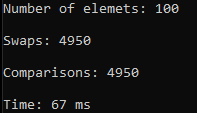 Number of elemets: 100
Swaps: 4950
Comparisons: 4950
Time: 67 ms